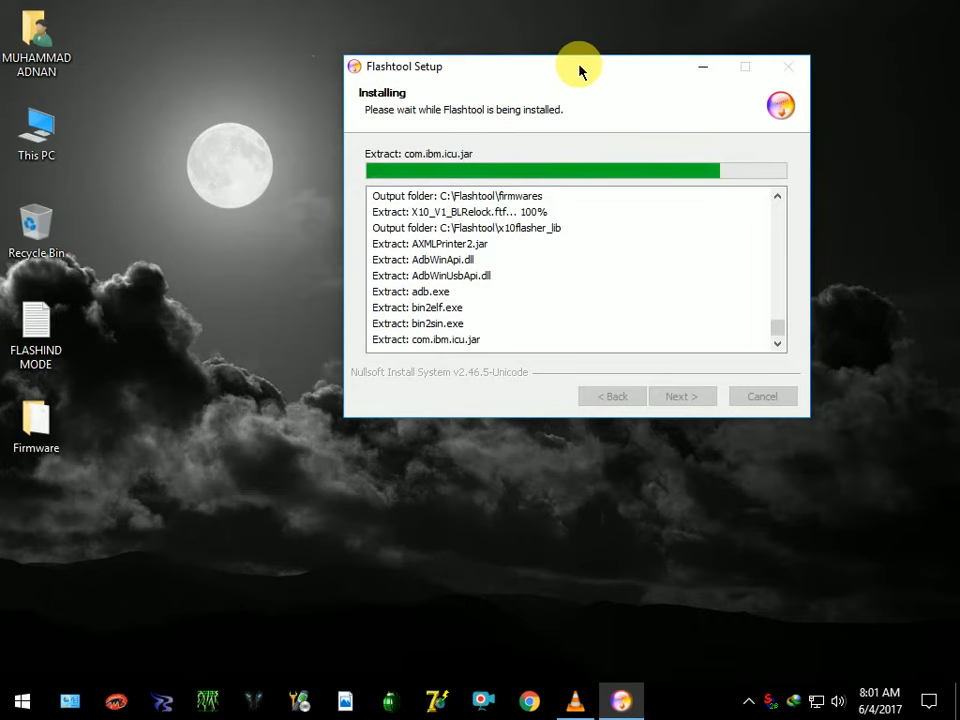 MUHAMMAD
ADNAN
This PC
Recycle Bin
FLASHIND
MODE
Firmware
Flashtool Setup
Installing
Please wait while Flashtool is being installed.
Extract: com.ibm.icu.jar
Output folder: C:\Flashtool\firmwares
Extract: X10_V1_BLRelock.ftf... 100%
Output folder: C:\Flashtool\x10flasher_lib
Extract: AXMLPrinter2.jar
Extract: AdbWinApi.dll
Extract: AdbWinUsbApi.dll
Extract: adb.exe
Extract: bin2elf.exe
Extract: bin2sin.exe
Extract: com.ibm.icu.jar
Nullsoft Install System v2.46.5-Unicode
< Back
Next >
Cancel
8:01 AM
6/4/2017